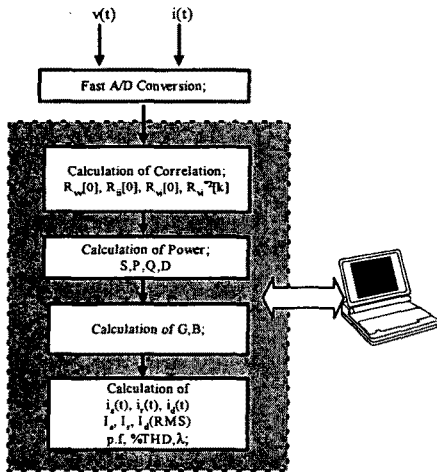 v(t) i(t)
Fast A/D Conversion;
Calculation of Correlation;
R_vv[0], R_ii[0], R_vi[0], R_vi^~2[k]
Calculation of Power;
S,P,Q,D
Calculation of G,B;
Calculation of
i_a(t), i_r(t), i_d(t)
I_a, I_r, I_d(RMS)
p.f, %THD,λ;